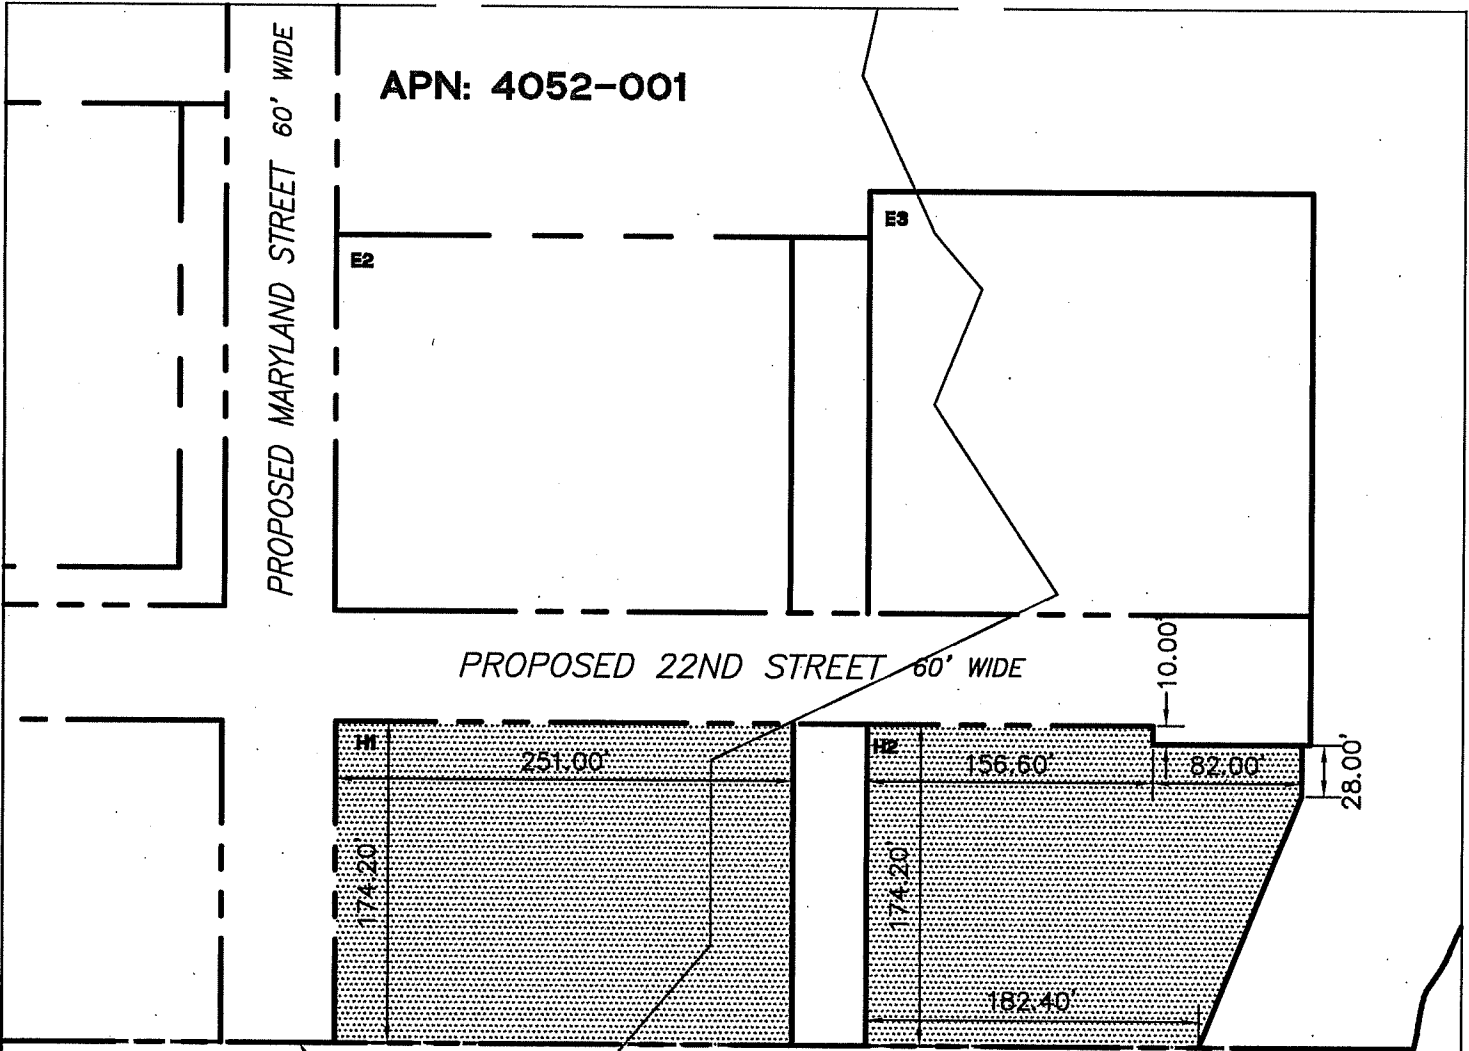 APN: 4052-001
PROPOSED MARYLAND STREET 60' WIDE
E2
E3
PROPOSED 22ND STREET 60' WIDE
10.00'
H1
251.00'
174.20'
H2
156.60'
82.00'
28.00'
174.20'
182.40'